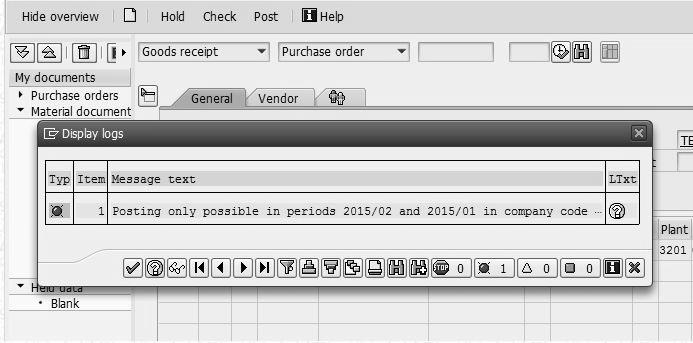 Hide overview Hold Check Post Help
Goods receipt Purchase order
My documents
Purchase orders
Material document
General Vendor
Display logs
TE
Typ Item Message text LTxt
1 Posting only possible in periods 2015/02 and 2015/01 in company code ...
Plant
3201
STOP 0 1 0 0
Held data
Blank